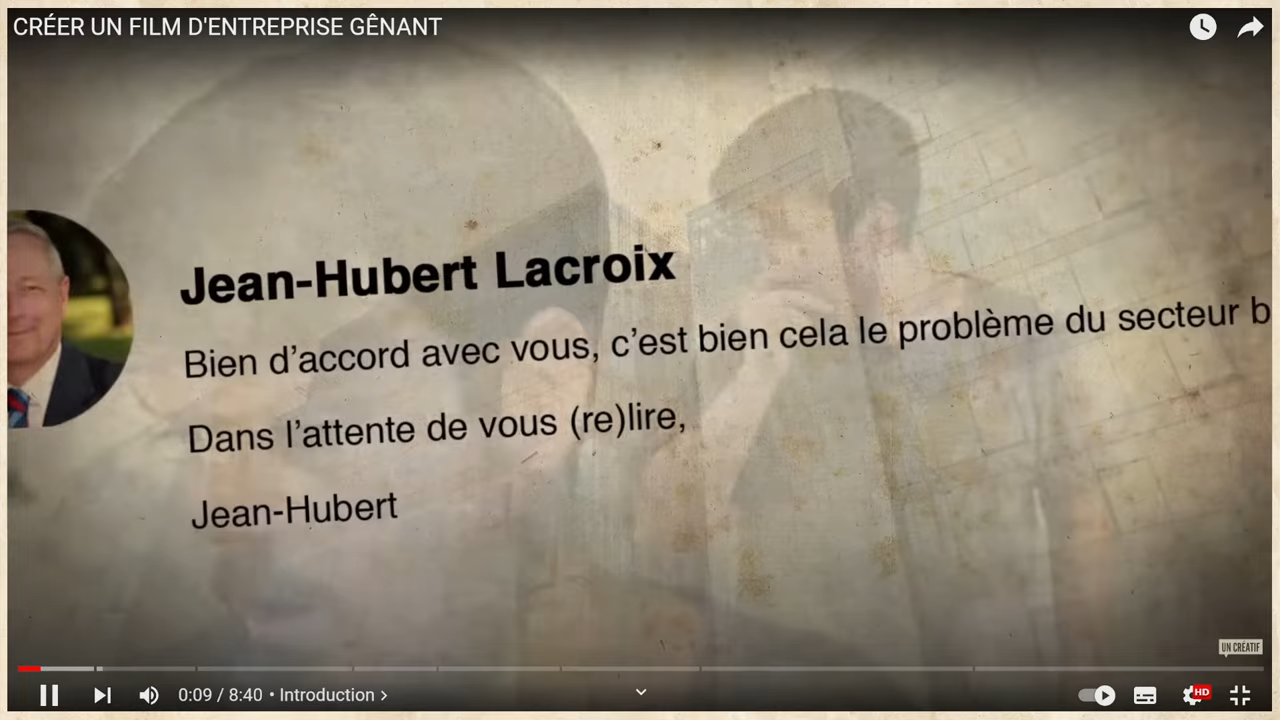 CRÉER UN FILM D'ENTREPRISE GÊNANT
Jean-Hubert Lacroix
Bien d’accord avec vous, c’est bien cela le problème du secteur b
Dans l’attente de vous (re)lire,
Jean-Hubert
UN CRÉATIF
0:09 / 8:40 • Introduction
HD